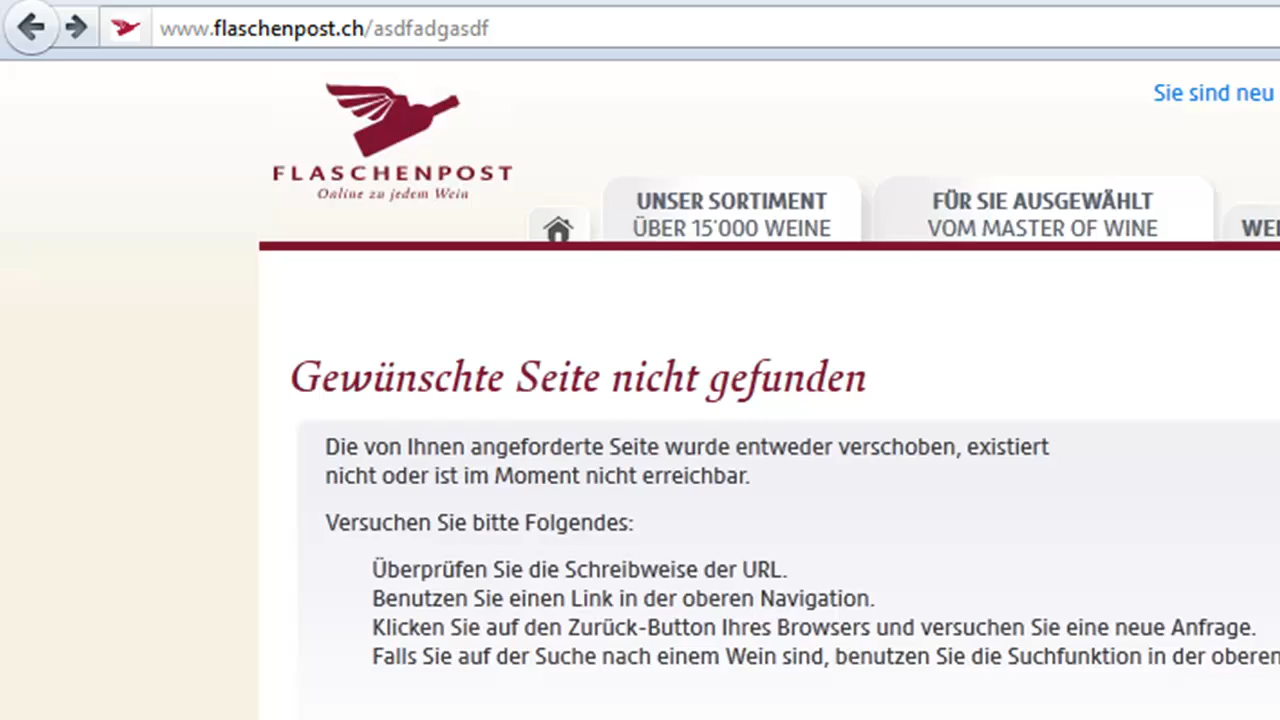 www.flaschenpost.ch/asdfadgasdf
Sie sind neu
FLASCHENPOST
Online zu jedem Wein
UNSER SORTIMENT
ÜBER 15'000 WEINE
FÜR SIE AUSGEWÄHLT
VOM MASTER OF WINE
Gewünschte Seite nicht gefunden
Die von Ihnen angeforderte Seite wurde entweder verschoben, existiert
nicht oder ist im Moment nicht erreichbar.
Versuchen Sie bitte Folgendes:
Überprüfen Sie die Schreibweise der URL.
Benutzen Sie einen Link in der oberen Navigation.
Klicken Sie auf den Zurück-Button Ihres Browsers und versuchen Sie eine neue Anfrage.
Falls Sie auf der Suche nach einem Wein sind, benutzen Sie die Suchfunktion in der oberen